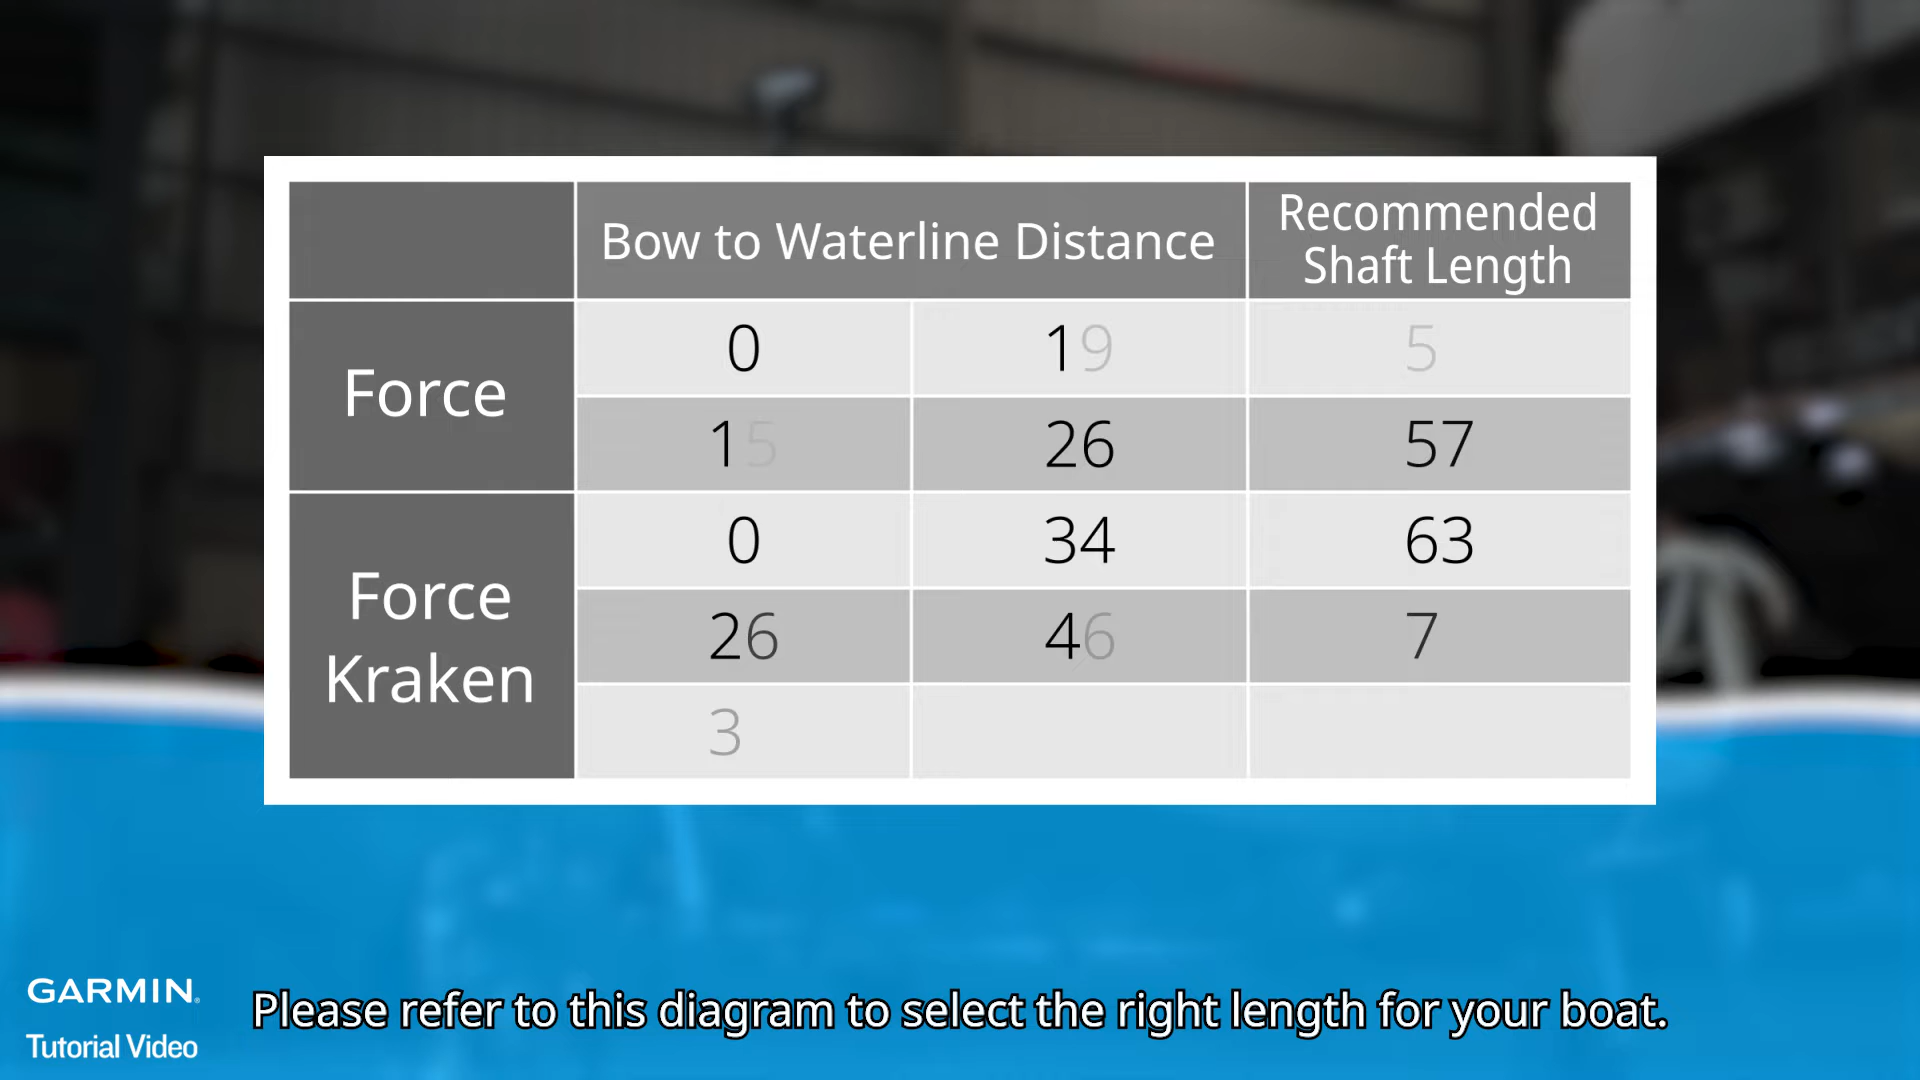 Bow to Waterline Distance
Recommended
Shaft Length
Force
0 19 5
15 26 57
Force
Kraken
0 34 63
26 46 7
3
GARMIN
Tutorial Video
Please refer to this diagram to select the right length for your boat.